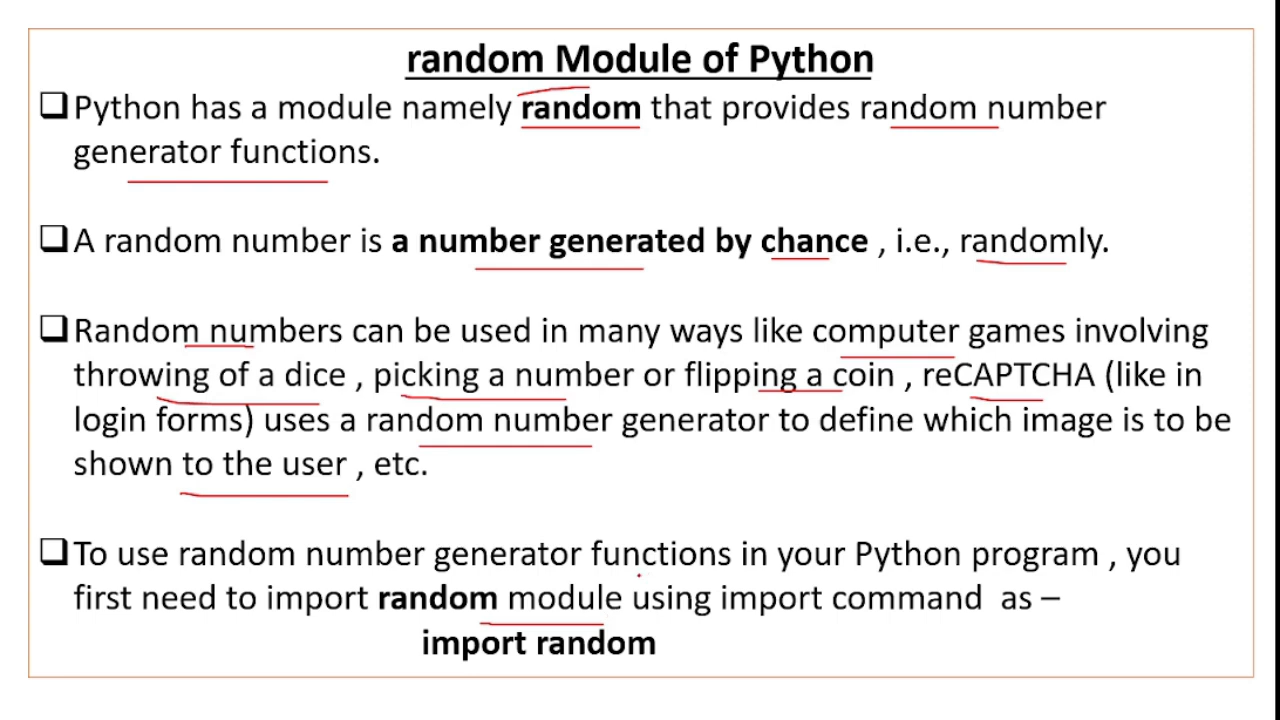 random Module of Python
❑Python has a module namely random that provides random number
generator functions.
❑A random number is a number generated by chance , i.e., randomly.
❑Random numbers can be used in many ways like computer games involving
throwing of a dice , picking a number or flipping a coin , reCAPTCHA (like in
login forms) uses a random number generator to define which image is to be
shown to the user , etc.
❑To use random number generator functions in your Python program , you
first need to import random module using import command  as –
import random